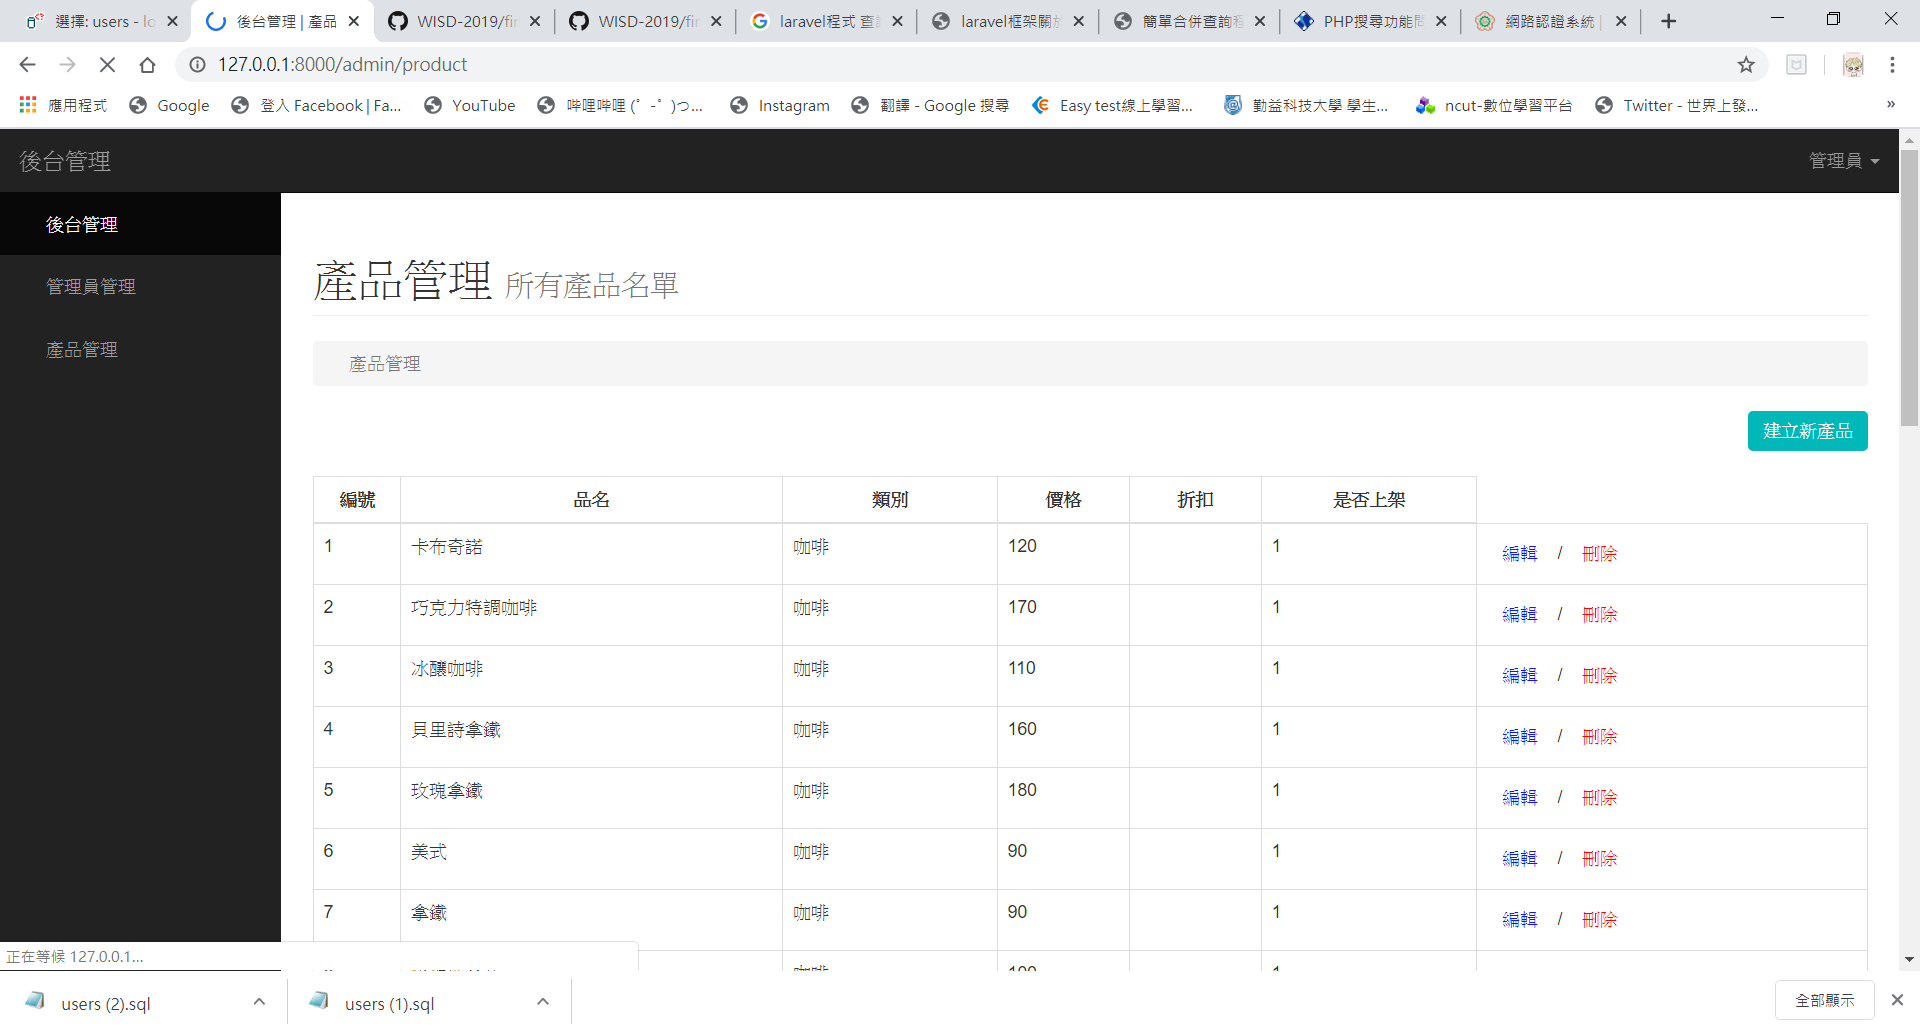 選擇: users - lo
後台管理 | 產品
WISD-2019/fin
WISD-2019/fin
laravel程式 查
laravel框架關
簡單合併查詢
PHP搜尋功能
網路認證系統 |
127.0.0.1:8000/admin/product
應用程式 Google 登入 Facebook | Fa... YouTube 哔哩哔哩 (゜-゜)つ... Instagram 翻譯 - Google 搜尋 Easy test線上學習... 勤益科技大學 學生... ncut-數位學習平台 Twitter - 世界上發... »
後台管理 管理員
後台管理
管理員管理
產品管理
產品管理 所有產品名單
產品管理
建立新產品
編號 品名 類別 價格 折扣 是否上架
1 卡布奇諾 咖啡 120 1 編輯 / 刪除
2 巧克力特調咖啡 咖啡 170 1 編輯 / 刪除
3 冰釀咖啡 咖啡 110 1 編輯 / 刪除
4 貝里詩拿鐵 咖啡 160 1 編輯 / 刪除
5 玫瑰拿鐵 咖啡 180 1 編輯 / 刪除
6 美式 咖啡 90 1 編輯 / 刪除
7 拿鐵 咖啡 90 1 編輯 / 刪除
咖啡 100 1
正在等候 127.0.0.1...
users (2).sql users (1).sql 全部顯示